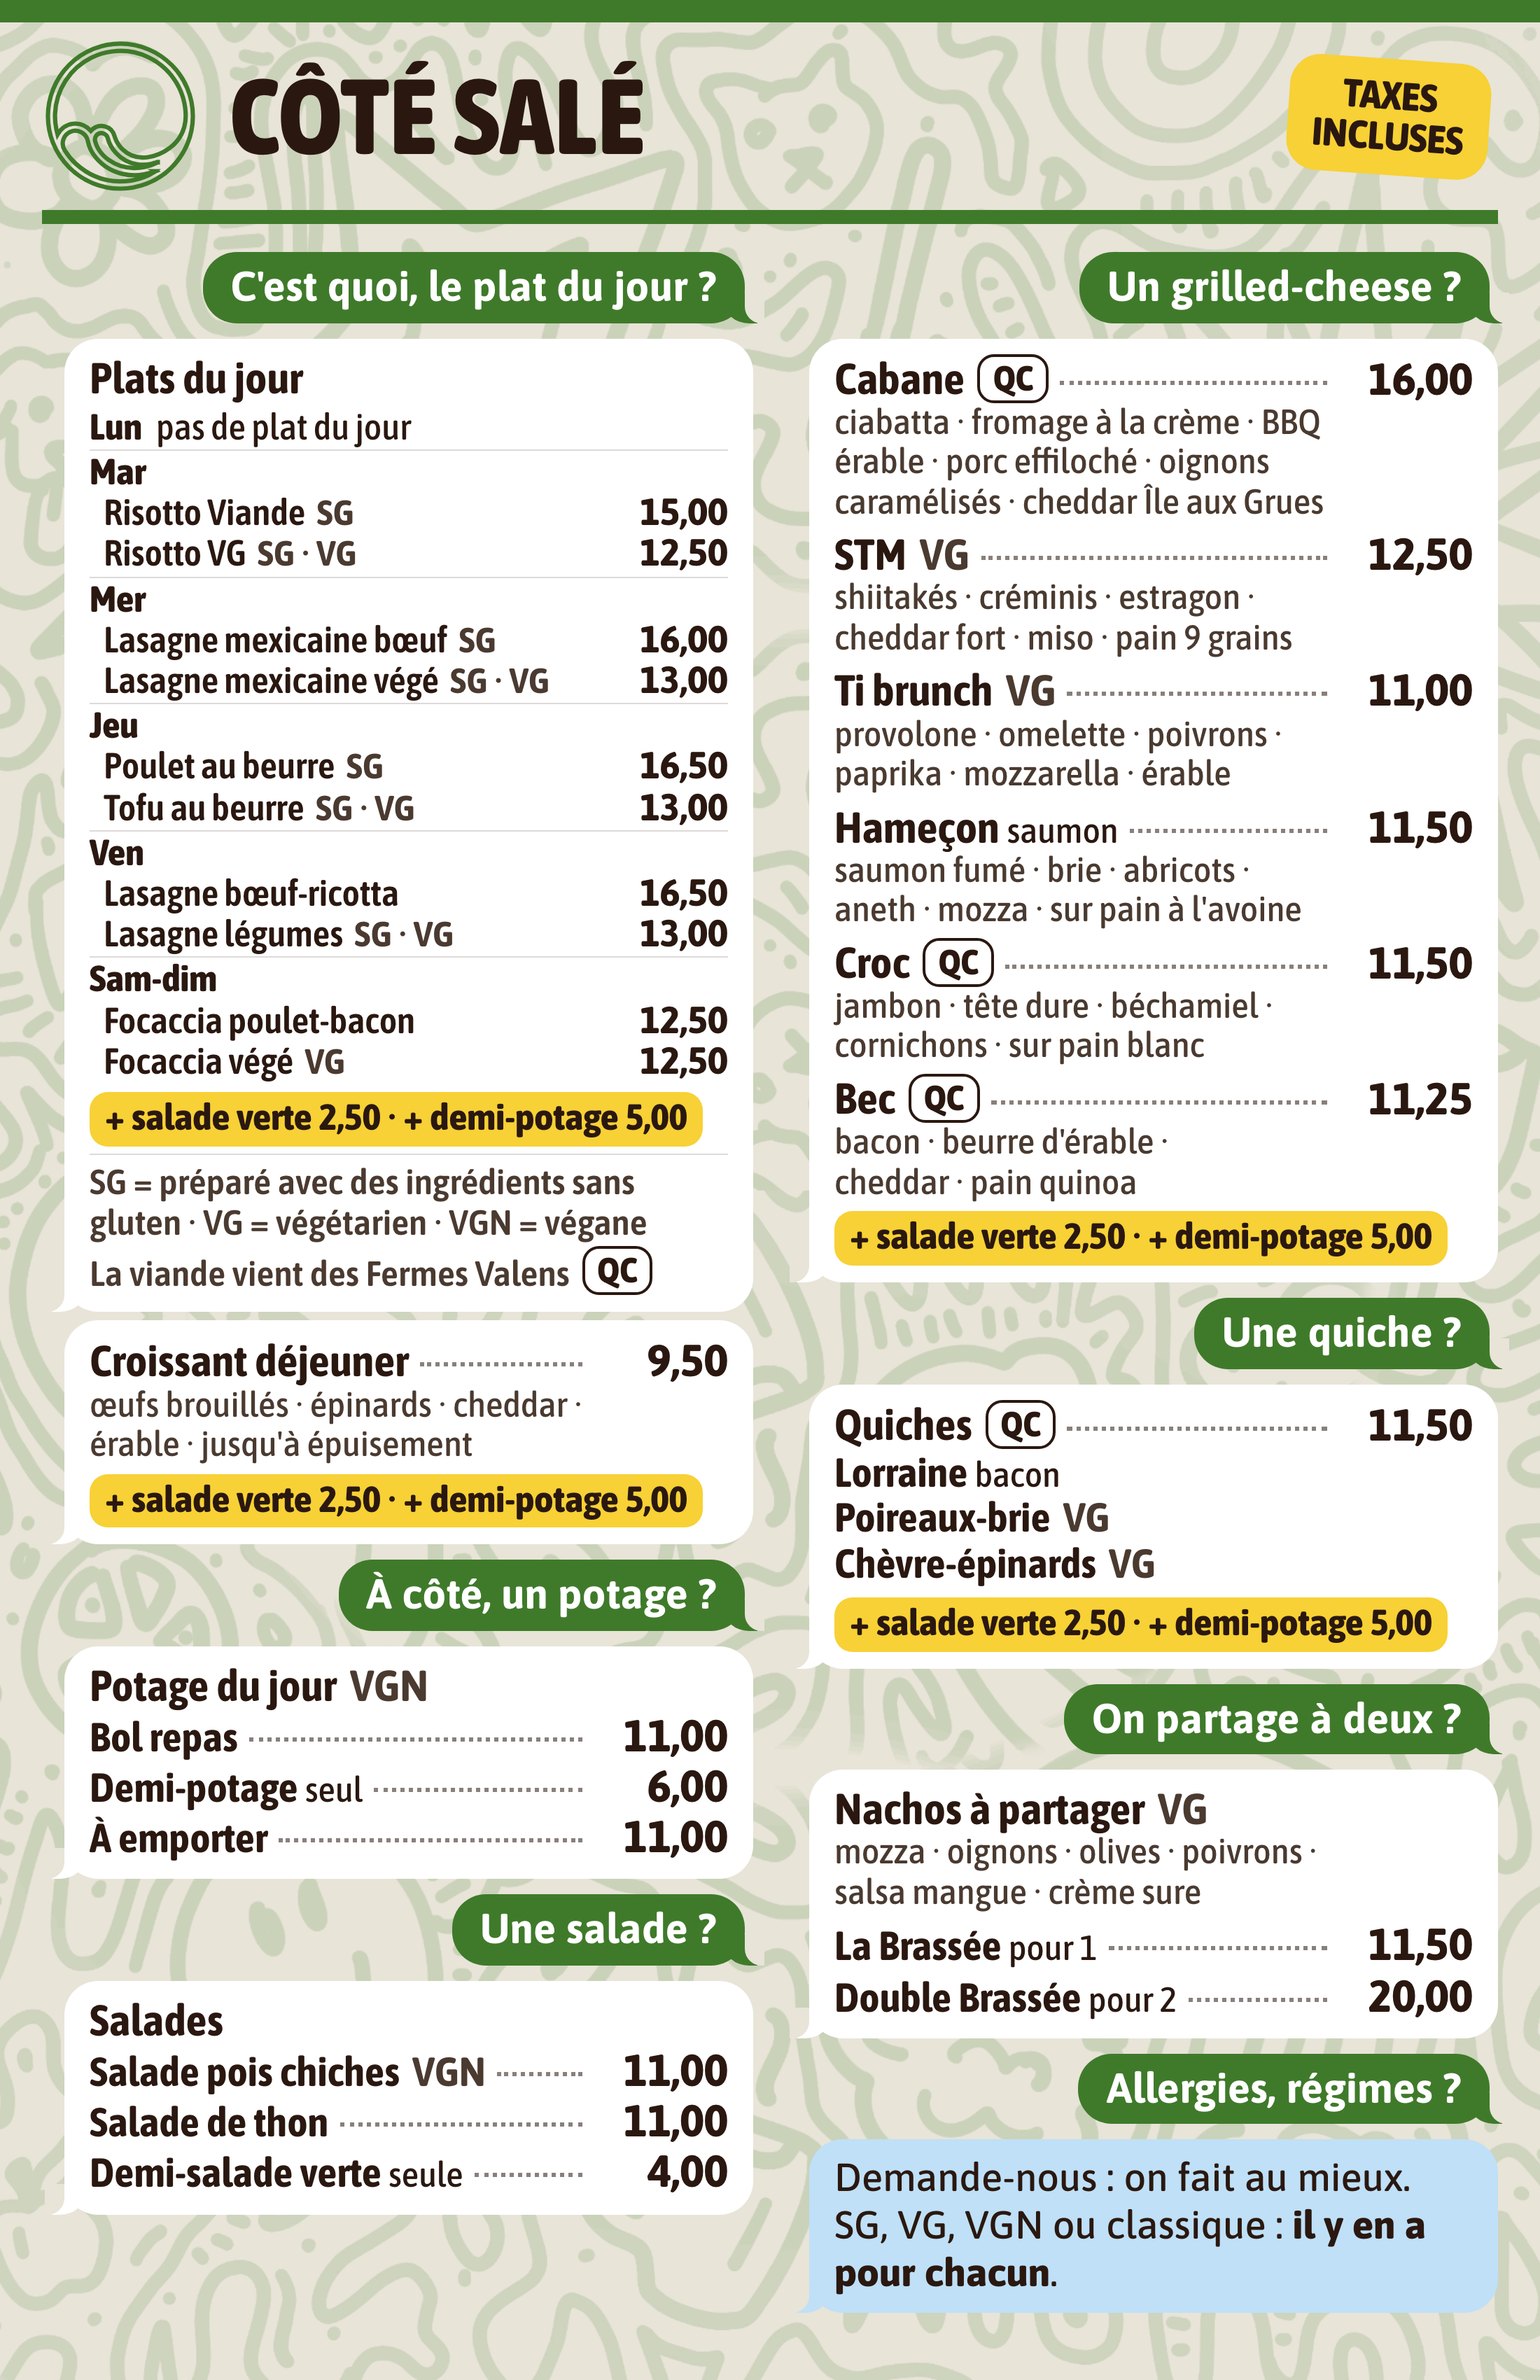 CÔTÉ SALÉ
TAXES
INCLUSES
C'est quoi, le plat du jour ?
Plats du jour
Lun pas de plat du jour
Mar
Risotto Viande SG 15,00
Risotto VG SG · VG 12,50
Mer
Lasagne mexicaine bœuf SG 16,00
Lasagne mexicaine végé SG · VG 13,00
Jeu
Poulet au beurre SG 16,50
Tofu au beurre SG · VG 13,00
Ven
Lasagne bœuf-ricotta 16,50
Lasagne légumes SG · VG 13,00
Sam-dim
Focaccia poulet-bacon 12,50
Focaccia végé VG 12,50
+ salade verte 2,50 · + demi-potage 5,00
SG = préparé avec des ingrédients sans
gluten · VG = végétarien · VGN = végane
La viande vient des Fermes Valens QC
Croissant déjeuner 9,50
œufs brouillés · épinards · cheddar ·
érable · jusqu'à épuisement
+ salade verte 2,50 · + demi-potage 5,00
À côté, un potage ?
Potage du jour VGN
Bol repas 11,00
Demi-potage seul 6,00
À emporter 11,00
Une salade ?
Salades
Salade pois chiches VGN 11,00
Salade de thon 11,00
Demi-salade verte seule 4,00
Un grilled-cheese ?
Cabane QC 16,00
ciabatta · fromage à la crème · BBQ
érable · porc effiloché · oignons
caramélisés · cheddar Île aux Grues
STM VG 12,50
shiitakés · créminis · estragon ·
cheddar fort · miso · pain 9 grains
Ti brunch VG 11,00
provolone · omelette · poivrons ·
paprika · mozzarella · érable
Hameçon saumon 11,50
saumon fumé · brie · abricots ·
aneth · mozza · sur pain à l'avoine
Croc QC 11,50
jambon · tête dure · béchamiel ·
cornichons · sur pain blanc
Bec QC 11,25
bacon · beurre d'érable ·
cheddar · pain quinoa
+ salade verte 2,50 · + demi-potage 5,00
Une quiche ?
Quiches QC 11,50
Lorraine bacon
Poireaux-brie VG
Chèvre-épinards VG
+ salade verte 2,50 · + demi-potage 5,00
On partage à deux ?
Nachos à partager VG
mozza · oignons · olives · poivrons ·
salsa mangue · crème sure
La Brassée pour 1 11,50
Double Brassée pour 2 20,00
Allergies, régimes ?
Demande-nous : on fait au mieux.
SG, VG, VGN ou classique : il y en a
pour chacun.